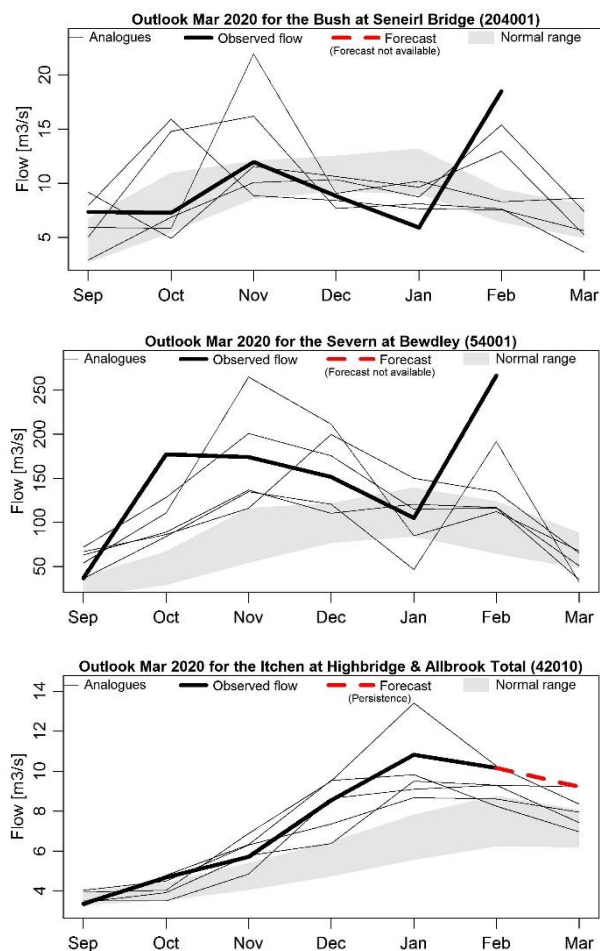 Outlook Mar 2020 for the Bush at Seneirl Bridge (204001)
Analogues Observed flow Forecast Normal range
(Forecast not available)
Flow [m3/s]
20
15
10
5
Sep Oct Nov Dec Jan Feb Mar
Outlook Mar 2020 for the Severn at Bewdley (54001)
Analogues Observed flow Forecast Normal range
(Forecast not available)
Flow [m3/s]
250
200
150
100
50
Sep Oct Nov Dec Jan Feb Mar
Outlook Mar 2020 for the Itchen at Highbridge & Allbrook Total (42010)
Analogues Observed flow Forecast Normal range
(Persistence)
Flow [m3/s]
14
12
10
8
6
4
Sep Oct Nov Dec Jan Feb Mar